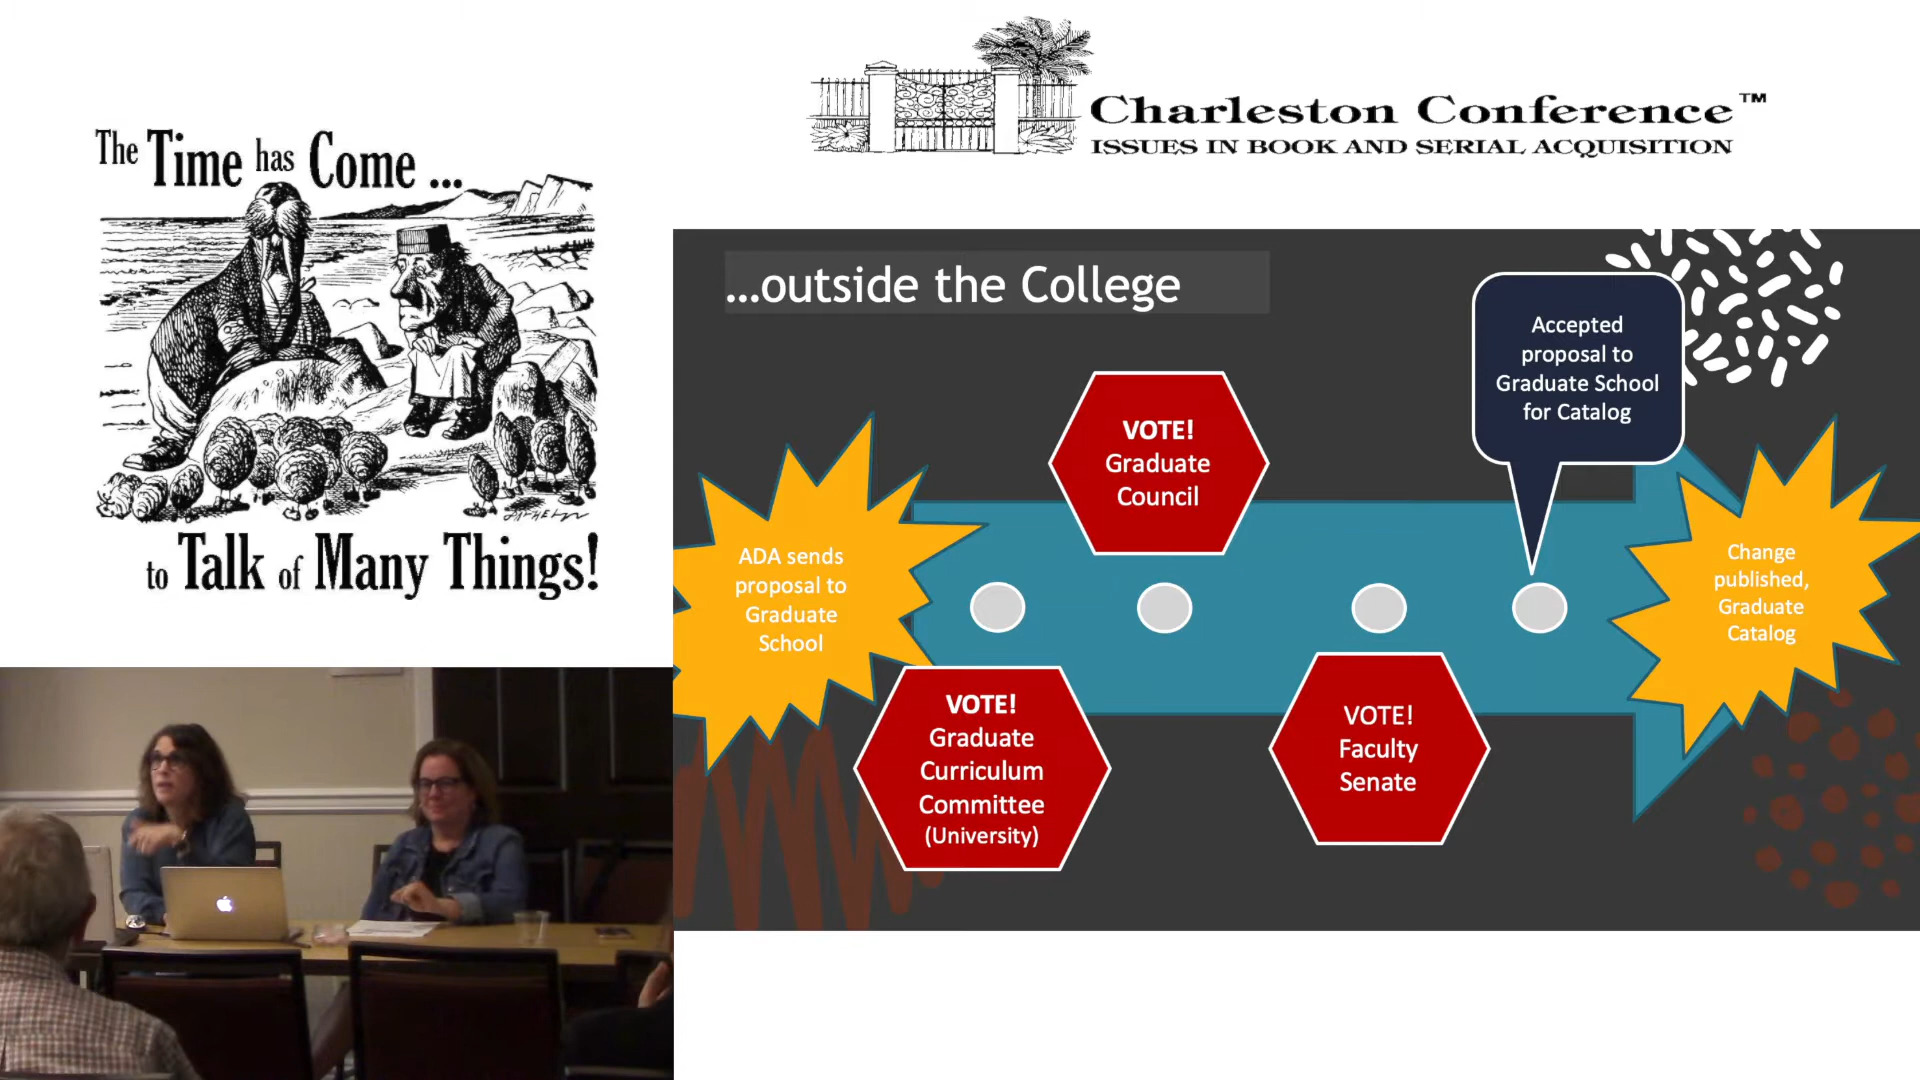 The Time has Come ...
to Talk of Many Things!
Charleston Conference™
ISSUES IN BOOK AND SERIAL ACQUISITION
...outside the College
ADA sends
proposal to
Graduate
School
VOTE!
Graduate
Curriculum
Committee
(University)
VOTE!
Graduate
Council
VOTE!
Faculty
Senate
Accepted
proposal to
Graduate School
for Catalog
Change
published,
Graduate
Catalog